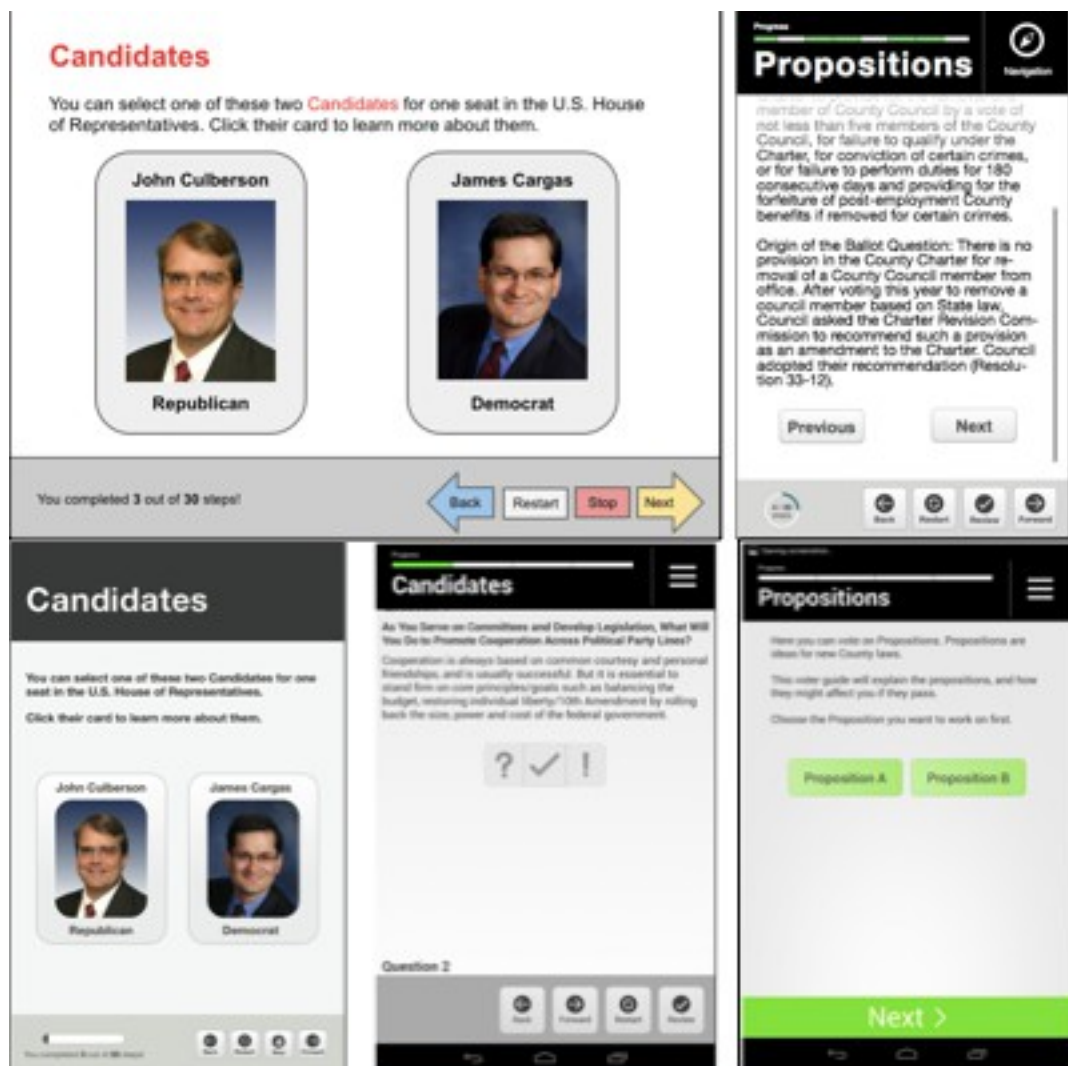 Candidates
You can select one of these two Candidates for one seat in the U.S. House
of Representatives. Click their card to learn more about them.
John Culberson
James Cargas
Republican
Democrat
You completed 3 out of 30 steps!
Back
Restart
Stop
Next
Progress
Propositions
Navigation
member of County Council by a vote of
not less than five members of the County
Council, for failure to qualify under the
Charter, for conviction of certain crimes,
or for failure to perform duties for 180
consecutive days and providing for the
forfeiture of post-employment County
benefits if removed for certain crimes.
Origin of the Ballot Question: There is no
provision in the County Charter for re-
moval of a County Council member from
office. After voting this year to remove a
council member based on State law,
Council asked the Charter Revision Com-
mission to recommend such a provision
as an amendment to the Charter. Council
adopted their recommendation (Resolu-
tion 33-12).
Previous
Next
Back
Restart
Review
Forward
Candidates
You can select one of these two Candidates for one
seat in the U.S. House of Representatives.
Click their card to learn more about them.
John Culberson
James Cargas
Republican
Democrat
Back
Forward
Progress
Candidates
As You Serve on Committees and Develop Legislation, What Will
You Do to Promote Cooperation Across Political Party Lines?
Cooperation is always based on common courtesy and personal
friendships, and is usually successful. But it is essential to
stand firm on core principles/goals such as balancing the
budget, restoring individual liberty/10th Amendment by rolling
back the size, power and cost of the federal government.
? ✓ !
Question 2
Back
Forward
Restart
Review
Progress
Propositions
Here you can vote on Propositions. Propositions are
ideas for new County laws.
This voter guide will explain the propositions, and how
they might affect you if they pass.
Choose the Proposition you want to work on first.
Proposition A
Proposition B
Next >